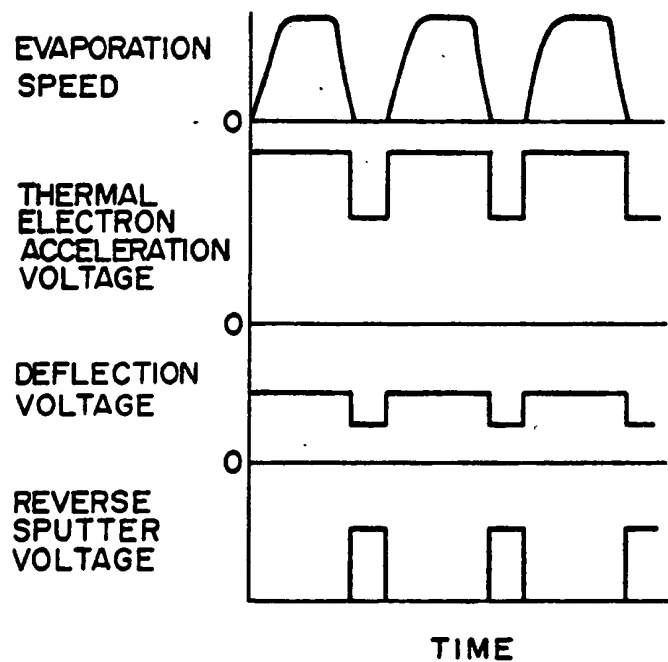 EVAPORATION
SPEED
0
THERMAL
ELECTRON
ACCELERATION
VOLTAGE
0
DEFLECTION
VOLTAGE
0
REVERSE
SPUTTER
VOLTAGE
TIME